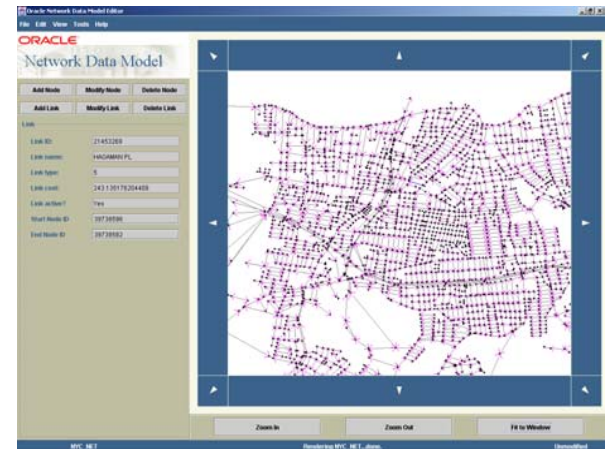 Oracle Network Data Model Editor
File Edit View Tools Help
ORACLE
Network Data Model
Add Node Modify Node Delete Node
Add Link Modify Link Delete Link
Link
Link ID: 21453269
Link name: HAGAMAN PL
Link type: 5
Link cost:
Link active? Yes
Start Node ID
End Node ID
Zoom In Zoom Out Fit to Window
NYC_NET Rendering NYC_NET...done. Unmodified